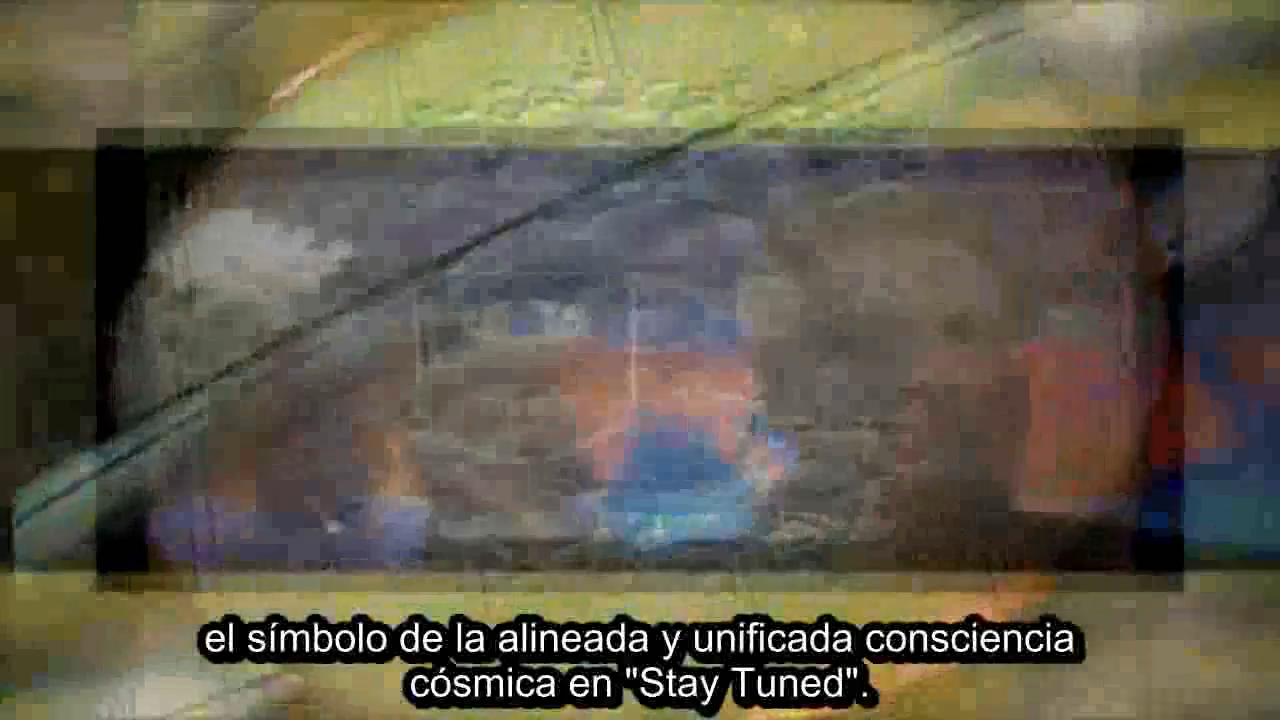 el símbolo de la alineada y unificada consciencia
cósmica en "Stay Tuned".